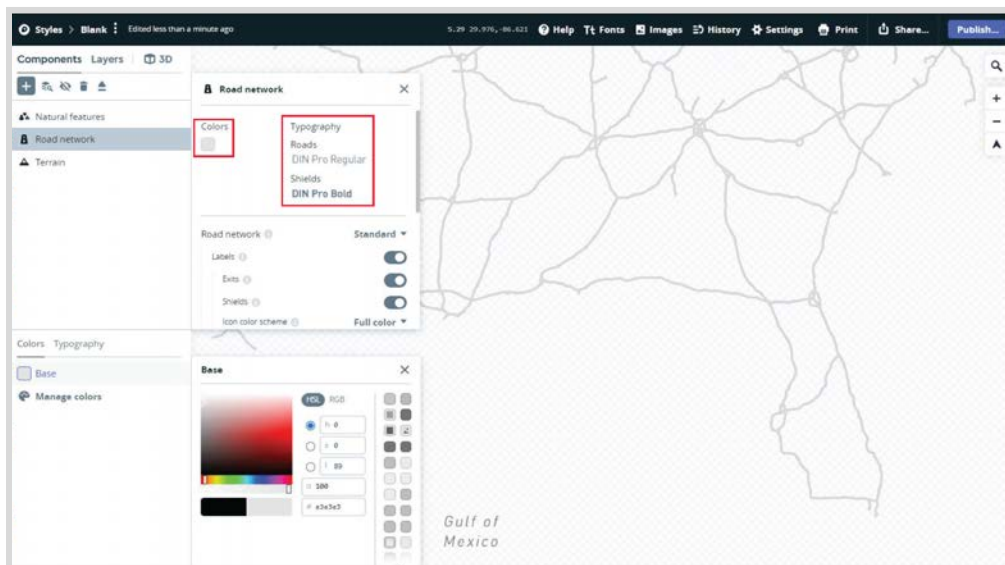 Styles > Blank Edited less than a minute ago 5.29 29.976,-86.621 Help Tt Fonts Images History Settings Print Share... Publish...
Components Layers 3D
Natural features
Road network
Terrain
Road network
Colors
Typography
Roads
DIN Pro Regular
Shields
DIN Pro Bold
Road network Standard
Labels
Exits
Shields
Icon color scheme Full color
Colors Typography
Base
Manage colors
Base
HSL RGB
h 0
s 0
l 89
100
# e3e3e3
Gulf of
Mexico